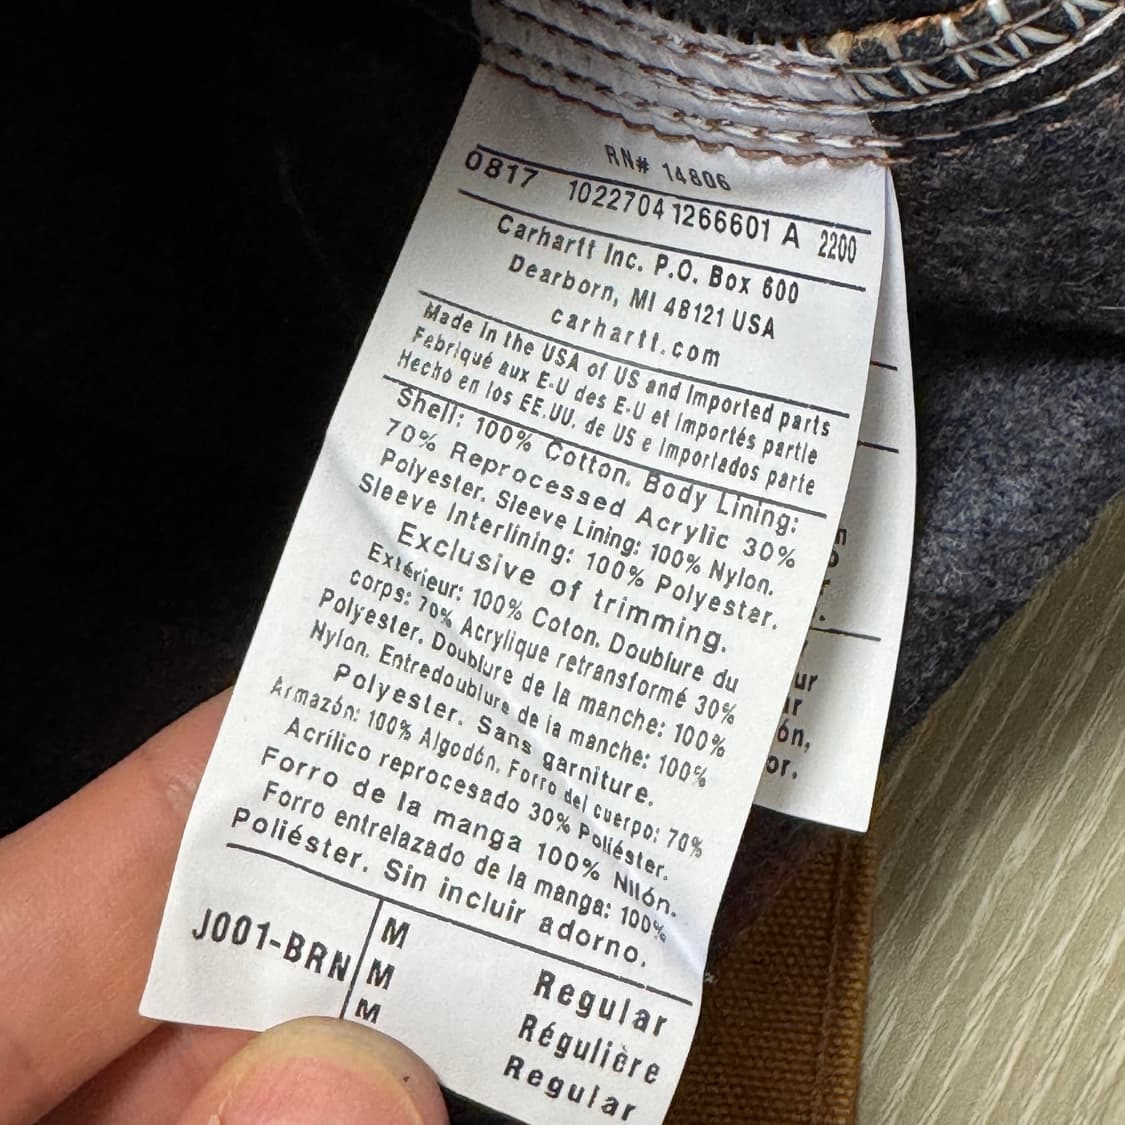 RN# 14806
0817 1022704 1266601 A 2200
Carhartt Inc. P.O. Box 600
Dearborn, MI 48121 USA
carhartt.com
Made in the USA of US and Imported parts
Fabriqué aux E-U des E-U et importés partie
Hecho en los EE.UU. de US e Importados parte
Shell: 100% Cotton. Body Lining:
70% Reprocessed Acrylic 30%
Polyester. Sleeve Lining: 100% Nylon.
Sleeve Interlining: 100% Polyester.
Exclusive of trimming.
Extérieur: 100% Coton. Doublure du
corps: 70% Acrylique retransformé 30%
Polyester. Doublure de la manche: 100%
Nylon. Entredoublure de la manche: 100%
Polyester. Sans garniture.
Armazón: 100% Algodón. Forro del cuerpo: 70%
Acrílico reprocesado 30% Poliéster.
Forro de la manga 100% Nilón.
Forro entrelazado de la manga: 100%
Poliéster. Sin incluir adorno.
J001-BRN
M Regular
M Régulière
M Regular
ur
ón,
or.